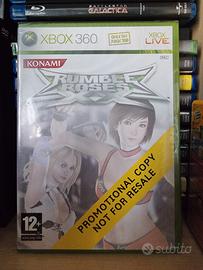 BATTLESTAR
GALACTICA
XBOX 360
XBOX
LIVE
KONAMI
RUMBLE
ROSES
XX
PROMOTIONAL COPY
NOT FOR RESALE
12+
subito